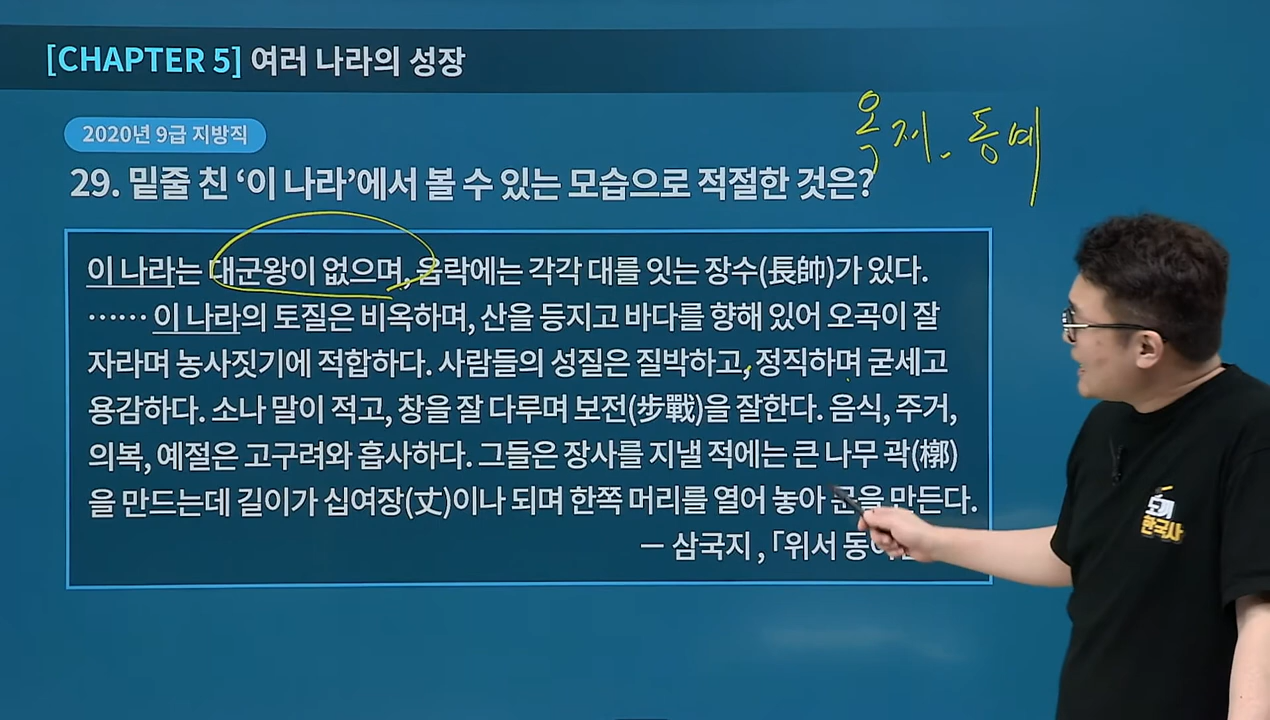 [CHAPTER 5] 여러 나라의 성장
옥저. 동예
2020년 9급 지방직
29. 밑줄 친 ‘이 나라’에서 볼 수 있는 모습으로 적절한 것은?
이 나라는 대군왕이 없으며, 읍락에는 각각 대를 잇는 장수(長帥)가 있다.
…… 이 나라의 토질은 비옥하며, 산을 등지고 바다를 향해 있어 오곡이 잘
자라며 농사짓기에 적합하다. 사람들의 성질은 질박하고, 정직하며 굳세고
용감하다. 소나 말이 적고, 창을 잘 다루며 보전(步戰)을 잘한다. 음식, 주거,
의복, 예절은 고구려와 흡사하다. 그들은 장사를 지낼 적에는 큰 나무 곽(槨)
을 만드는데 길이가 십여장(丈)이나 되며 한쪽 머리를 열어 놓아 문을 만든다.
— 삼국지 ,「위서 동이
한국사